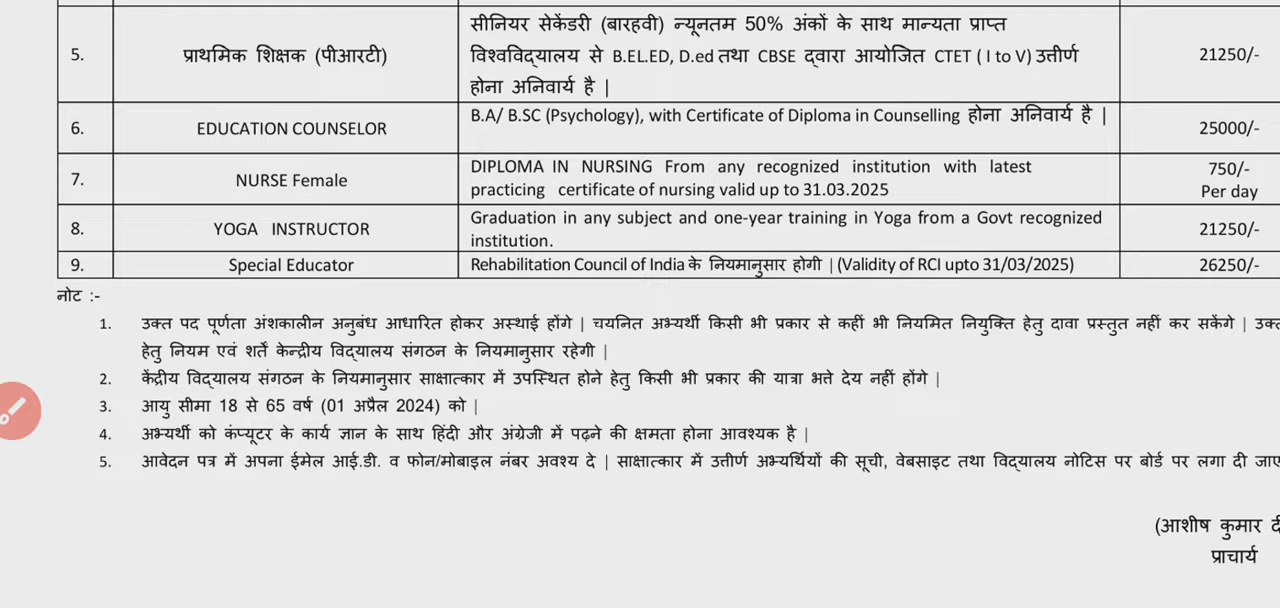 सीनियर सेकेंडरी (बारहवी) न्यूनतम 50% अंकों के साथ मान्यता प्राप्त
5. प्राथमिक शिक्षक (पीआरटी) विश्वविद्यालय से B.EL.ED, D.ed तथा CBSE द्वारा आयोजित CTET ( I to V) उत्तीर्ण 21250/-
होना अनिवार्य है |
6. EDUCATION COUNSELOR B.A/ B.SC (Psychology), with Certificate of Diploma in Counselling होना अनिवार्य है | 25000/-
7. NURSE Female DIPLOMA IN NURSING From any recognized institution with latest 750/-
practicing certificate of nursing valid up to 31.03.2025 Per day
8. YOGA INSTRUCTOR Graduation in any subject and one-year training in Yoga from a Govt recognized 21250/-
institution.
9. Special Educator Rehabilitation Council of India के नियमानुसार होगी | (Validity of RCI upto 31/03/2025) 26250/-
नोट :-
1. उक्त पद पूर्णता अंशकालीन अनुबंध आधारित होकर अस्थाई होंगे | चयनित अभ्यर्थी किसी भी प्रकार से कहीं भी नियमित नियुक्ति हेतु दावा प्रस्तुत नहीं कर सकेंगे |
हेतु नियम एवं शर्तें केन्द्रीय विद्यालय संगठन के नियमानुसार रहेगी |
2. केंद्रीय विद्यालय संगठन के नियमानुसार साक्षात्कार में उपस्थित होने हेतु किसी भी प्रकार की यात्रा भत्ते देय नहीं होंगे |
3. आयु सीमा 18 से 65 वर्ष (01 अप्रैल 2024) को |
4. अभ्यर्थी को कंप्यूटर के कार्य ज्ञान के साथ हिंदी और अंग्रेजी में पढ़ने की क्षमता होना आवश्यक है |
5. आवेदन पत्र में अपना ईमेल आई.डी. व फोन/मोबाइल नंबर अवश्य दे | साक्षात्कार में उत्तीर्ण अभ्यर्थियों की सूची, वेबसाइट तथा विद्यालय नोटिस पर बोर्ड पर लगा दी
(आशीष कुमार
प्राचार्य